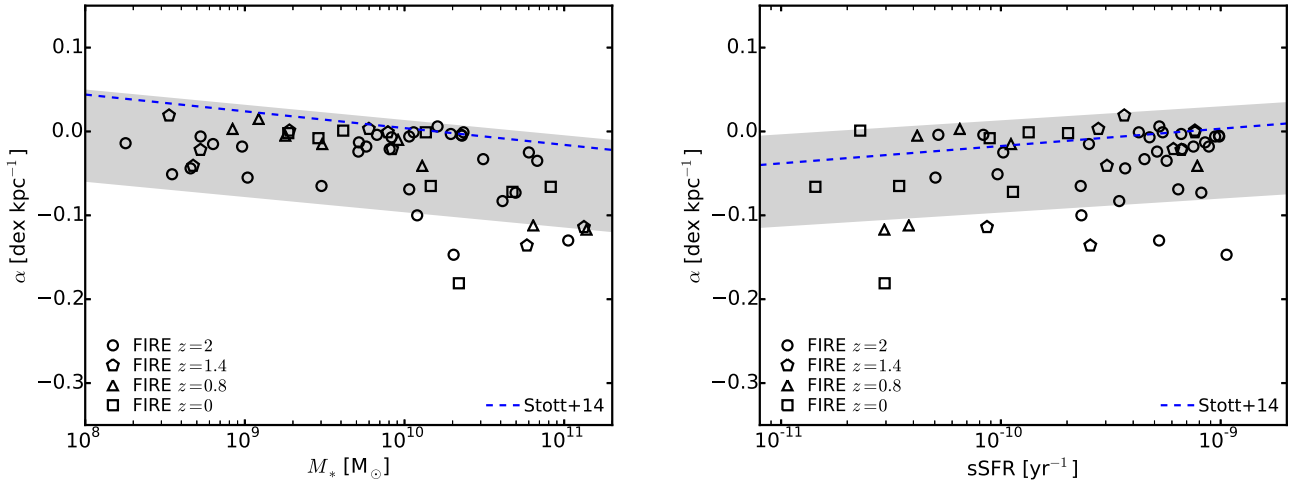 0.1
0.0
−0.1
−0.2
−0.3
α [dex kpc⁻¹]
FIRE z=2
FIRE z=1.4
FIRE z=0.8
FIRE z=0
Stott+14
10⁸
10⁹
10¹⁰
10¹¹
M* [M☉]
0.1
0.0
−0.1
−0.2
−0.3
α [dex kpc⁻¹]
FIRE z=2
FIRE z=1.4
FIRE z=0.8
FIRE z=0
Stott+14
10⁻¹¹
10⁻¹⁰
10⁻⁹
sSFR [yr⁻¹]